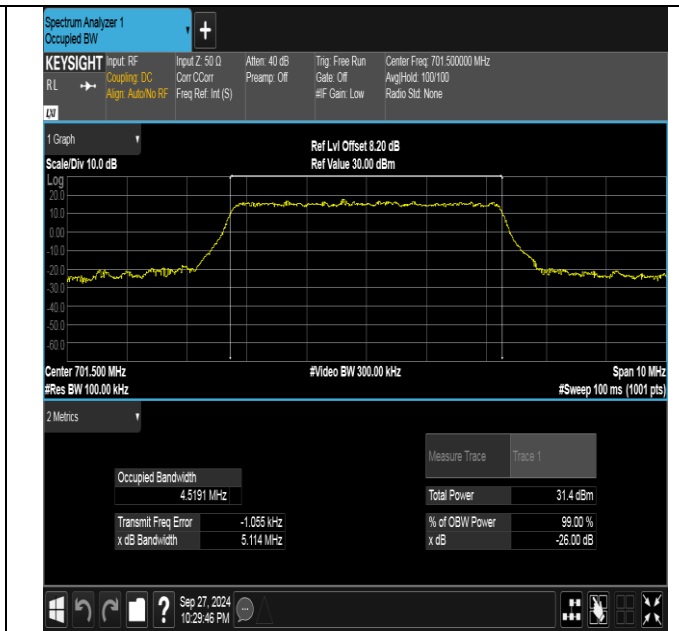 Spectrum Analyzer 1
Occupied BW
+
KEYSIGHT
RL
LXI
Input: RF
Coupling: DC
Align: Auto/No RF
Input Z: 50 Ω
Corr CCorr
Freq Ref: Int (S)
Atten: 40 dB
Preamp: Off
Trig: Free Run
Gate: Off
#IF Gain: Low
Center Freq: 701.500000 MHz
Avg|Hold: 100/100
Radio Std: None
1 Graph
Scale/Div 10.0 dB
Ref Lvl Offset 8.20 dB
Ref Value 30.00 dBm
Log
20.0
10.0
0.00
-10.0
-20.0
-30.0
-40.0
-50.0
-60.0
Center 701.500 MHz
#Video BW 300.00 kHz
Span 10 MHz
#Res BW 100.00 kHz
#Sweep 100 ms (1001 pts)
2 Metrics
Measure Trace Trace 1
Occupied Bandwidth
4.5191 MHz
Total Power 31.4 dBm
Transmit Freq Error -1.055 kHz
% of OBW Power 99.00 %
x dB Bandwidth 5.114 MHz
x dB -26.00 dB
?
Sep 27, 2024
10:29:46 PM